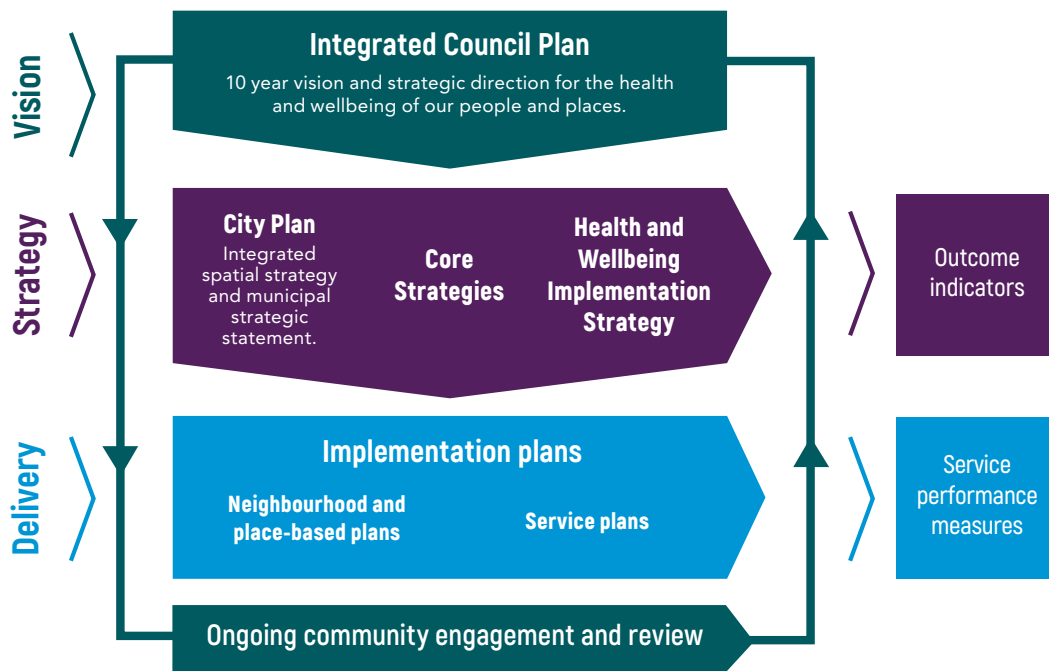 Vision
Integrated Council Plan
10 year vision and strategic direction for the health
and wellbeing of our people and places.
Strategy
City Plan
Integrated
spatial strategy
and municipal
strategic
statement.
Core
Strategies
Health and
Wellbeing
Implementation
Strategy
Outcome
indicators
Delivery
Implementation plans
Neighbourhood and
place-based plans
Service plans
Service
performance
measures
Ongoing community engagement and review